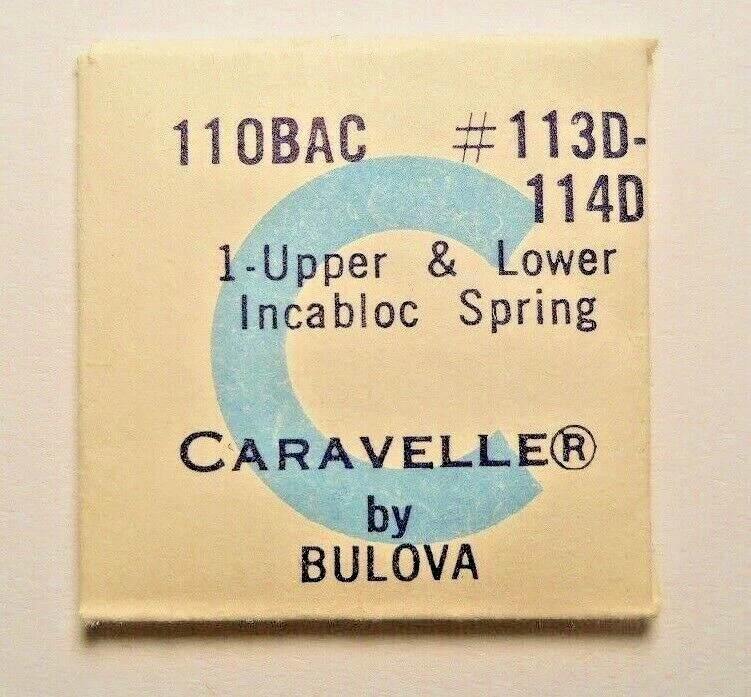 110BAC #113D-
114D
1-Upper & Lower
Incabloc Spring
CARAVELLE®
by
BULOVA